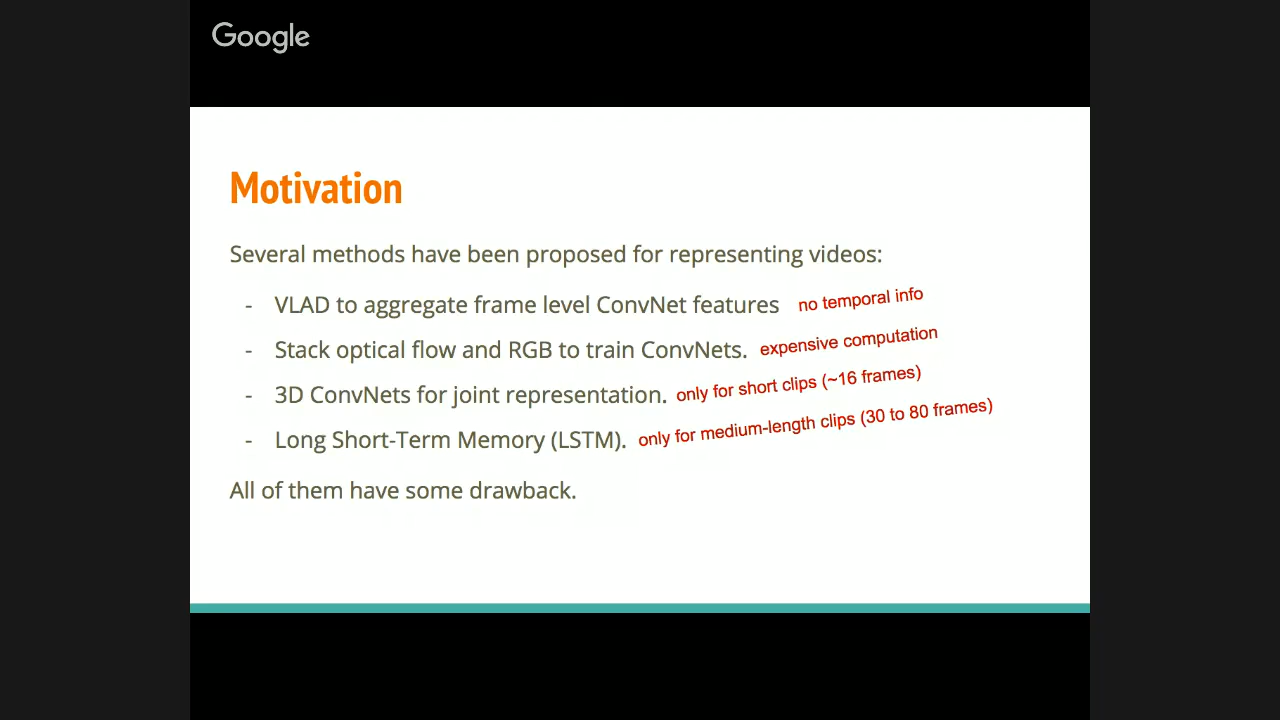 Google
Motivation
Several methods have been proposed for representing videos:
- VLAD to aggregate frame level ConvNet features no temporal info
- Stack optical flow and RGB to train ConvNets. expensive computation
- 3D ConvNets for joint representation. only for short clips (~16 frames)
- Long Short-Term Memory (LSTM). only for medium-length clips (30 to 80 frames)
All of them have some drawback.